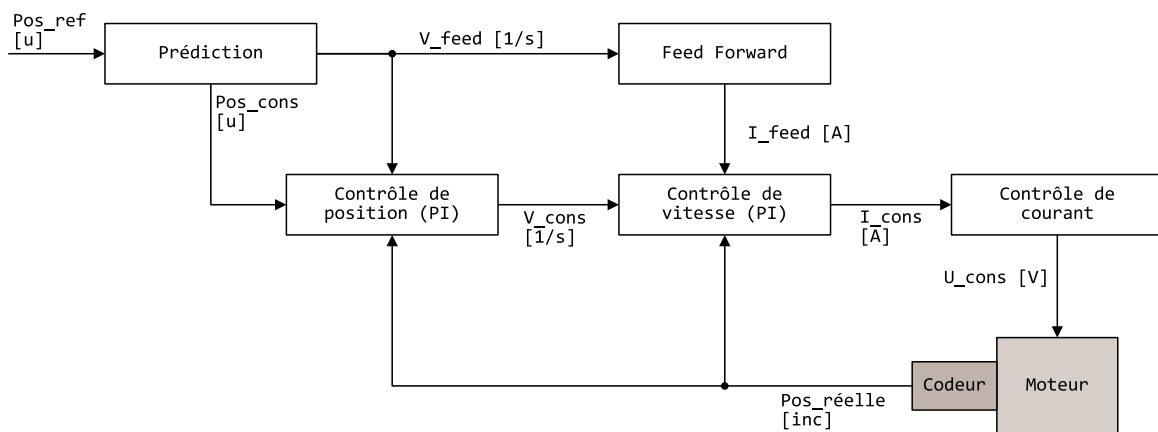 Pos_ref
[u]
Prédiction
V_feed [1/s]
Feed Forward
Pos_cons
[u]
I_feed [A]
Contrôle de
position (PI)
V_cons
[1/s]
Contrôle de
vitesse (PI)
I_cons
[A]
Contrôle de
courant
U_cons [V]
Codeur
Moteur
Pos_réelle
[inc]